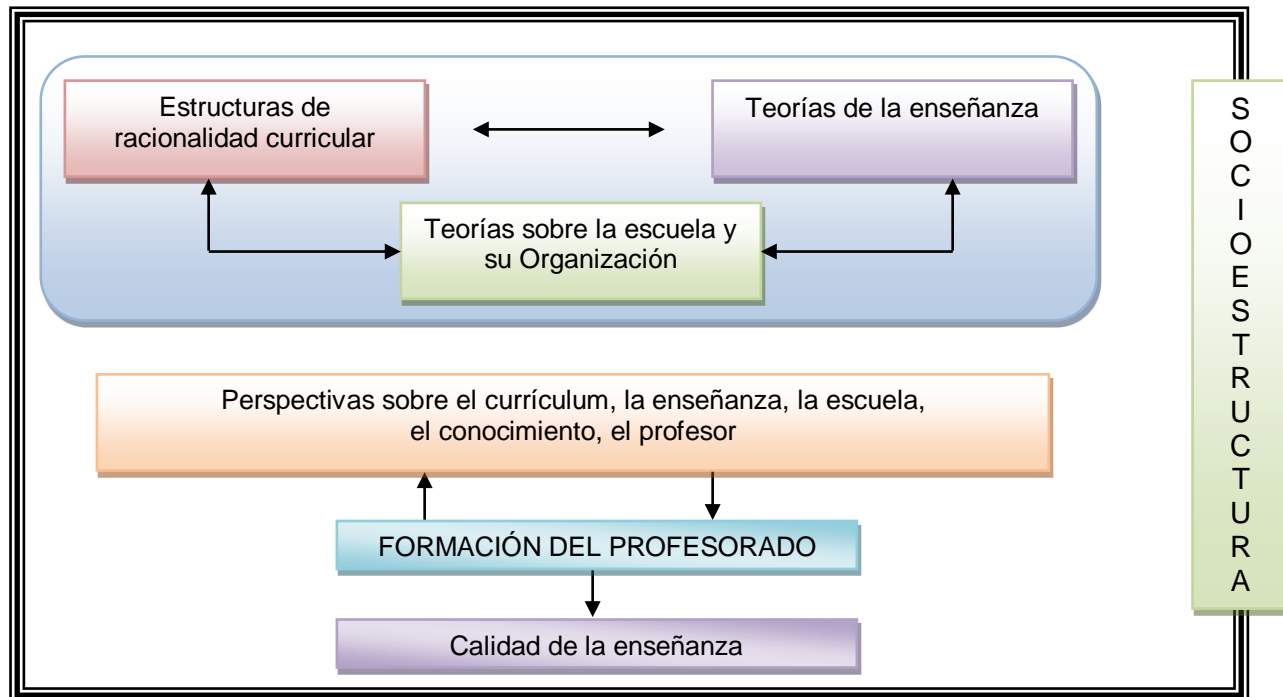 Estructuras de
racionalidad curricular
Teorías de la enseñanza
Teorías sobre la escuela y
su Organización
Perspectivas sobre el currículum, la enseñanza, la escuela,
el conocimiento, el profesor
FORMACIÓN DEL PROFESORADO
Calidad de la enseñanza
S
O
C
I
O
E
S
T
R
U
C
T
U
R
A